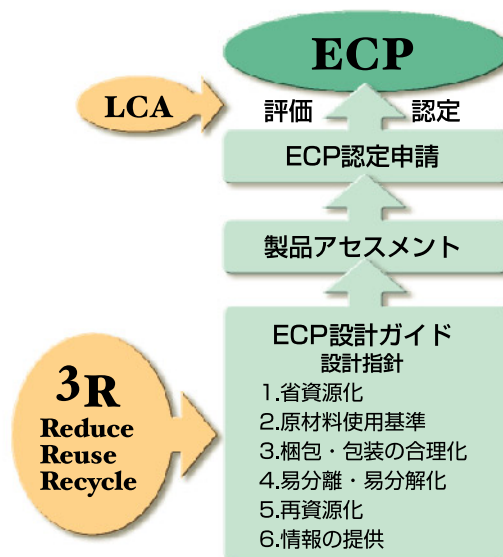 ECP
LCA
評価 認定
ECP認定申請
製品アセスメント
ECP設計ガイド
設計指針
1.省資源化
2.原材料使用基準
3.梱包・包装の合理化
4.易分離・易分解化
5.再資源化
6.情報の提供
3R
Reduce
Reuse
Recycle